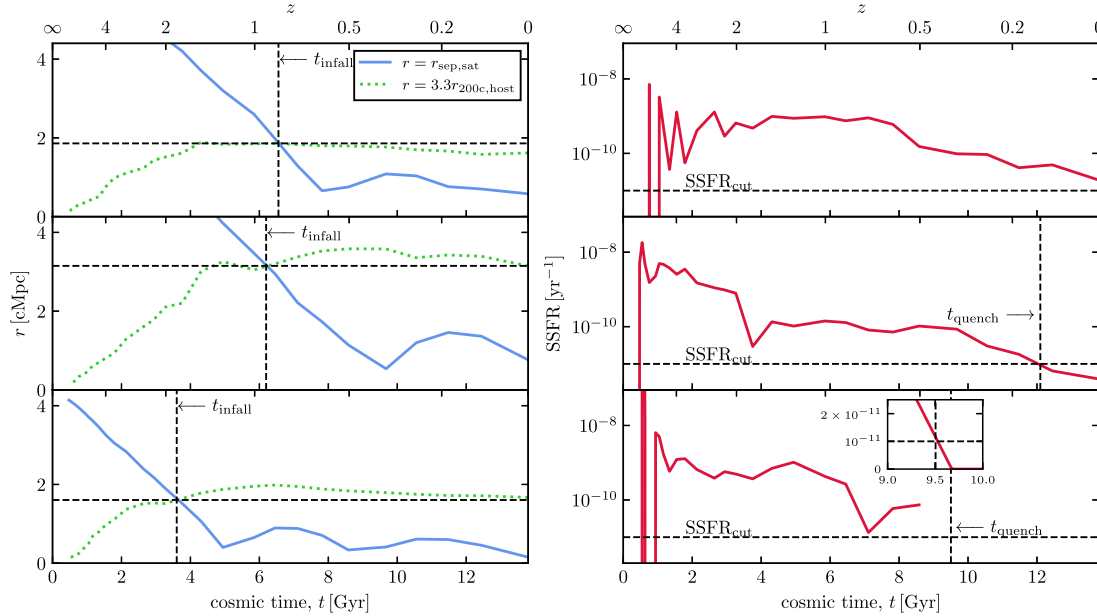 z z
∞ 4 2 1 0.5 0.2 0 ∞ 4 2 1 0.5 0.2 0
4 2 0
← t_infall
r = r_sep,sat
r = 3.3r_200c,host
10⁻⁸
10⁻¹⁰
SSFR_cut
4 2 0
← t_infall
r [cMpc]
10⁻⁸
10⁻¹⁰
SSFR [yr⁻¹]
t_quench →
SSFR_cut
4 2 0
← t_infall
10⁻⁸
10⁻¹⁰
2 × 10⁻¹¹
10⁻¹¹
0
9.0 9.5 10.0
SSFR_cut
← t_quench
0 2 4 6 8 10 12 0 2 4 6 8 10 12
cosmic time, t [Gyr] cosmic time, t [Gyr]